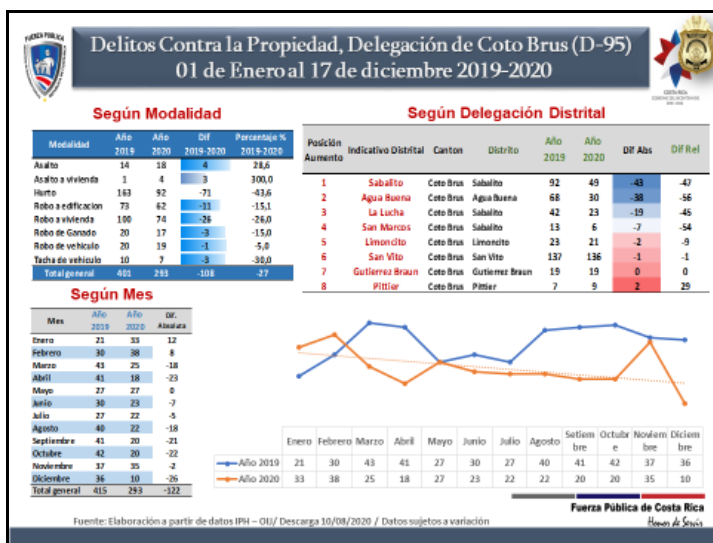 FUERZA PÚBLICA
Delitos Contra la Propiedad, Delegación de Coto Brus (D-95)
01 de Enero al 17 de diciembre 2019-2020
COSTA RICA
Según Modalidad
Modalidad Año 2019 Año 2020 Dif 2019-2020 Porcentaje % 2019-2020
Asalto 14 18 4 28,6
Asalto a vivienda 1 4 3 300,0
Hurto 163 92 -71 -43,6
Robo a edificacion 73 62 -11 -15,1
Robo a vivienda 100 74 -26 -26,0
Robo de Ganado 20 17 -3 -15,0
Robo de vehiculo 20 19 -1 -5,0
Tacha de vehiculo 10 7 -3 -30,0
Total general 401 293 -108 -27
Según Delegación Distrital
Posición Aumento Indicativo Distrital Canton Distrito Año 2019 Año 2020 Dif Abs Dif Rel
1 Sabalito Coto Brus Sabalito 92 49 -43 -47
2 Agua Buena Coto Brus Agua Buena 68 30 -38 -56
3 La Lucha Coto Brus Sabalito 42 23 -19 -45
4 San Marcos Coto Brus Sabalito 13 6 -7 -54
5 Limoncito Coto Brus Limoncito 23 21 -2 -9
6 San Vito Coto Brus San Vito 137 136 -1 -1
7 Gutierrez Braun Coto Brus Gutierrez Braun 19 19 0 0
8 Pittier Coto Brus Pittier 7 9 2 29
Según Mes
Mes Año 2019 Año 2020 Dif. Absoluta
Enero 21 33 12
Febrero 30 38 8
Marzo 43 25 -18
Abril 41 18 -23
Mayo 27 27 0
Junio 30 23 -7
Julio 27 22 -5
Agosto 40 22 -18
Septiembre 41 20 -21
Octubre 42 20 -22
Noviembre 37 35 -2
Diciembre 36 10 -26
Total general 415 293 -122
Enero Febrero Marzo Abril Mayo Junio Julio Agosto Setiembre Octubre Noviembre Diciembre
Año 2019 21 30 43 41 27 30 27 40 41 42 37 36
Año 2020 33 38 25 18 27 23 22 22 20 20 35 10
Fuerza Pública de Costa Rica
Honor de Servir
Fuente: Elaboración a partir de datos IPH – OIJ/ Descarga 10/08/2020 / Datos sujetos a variación